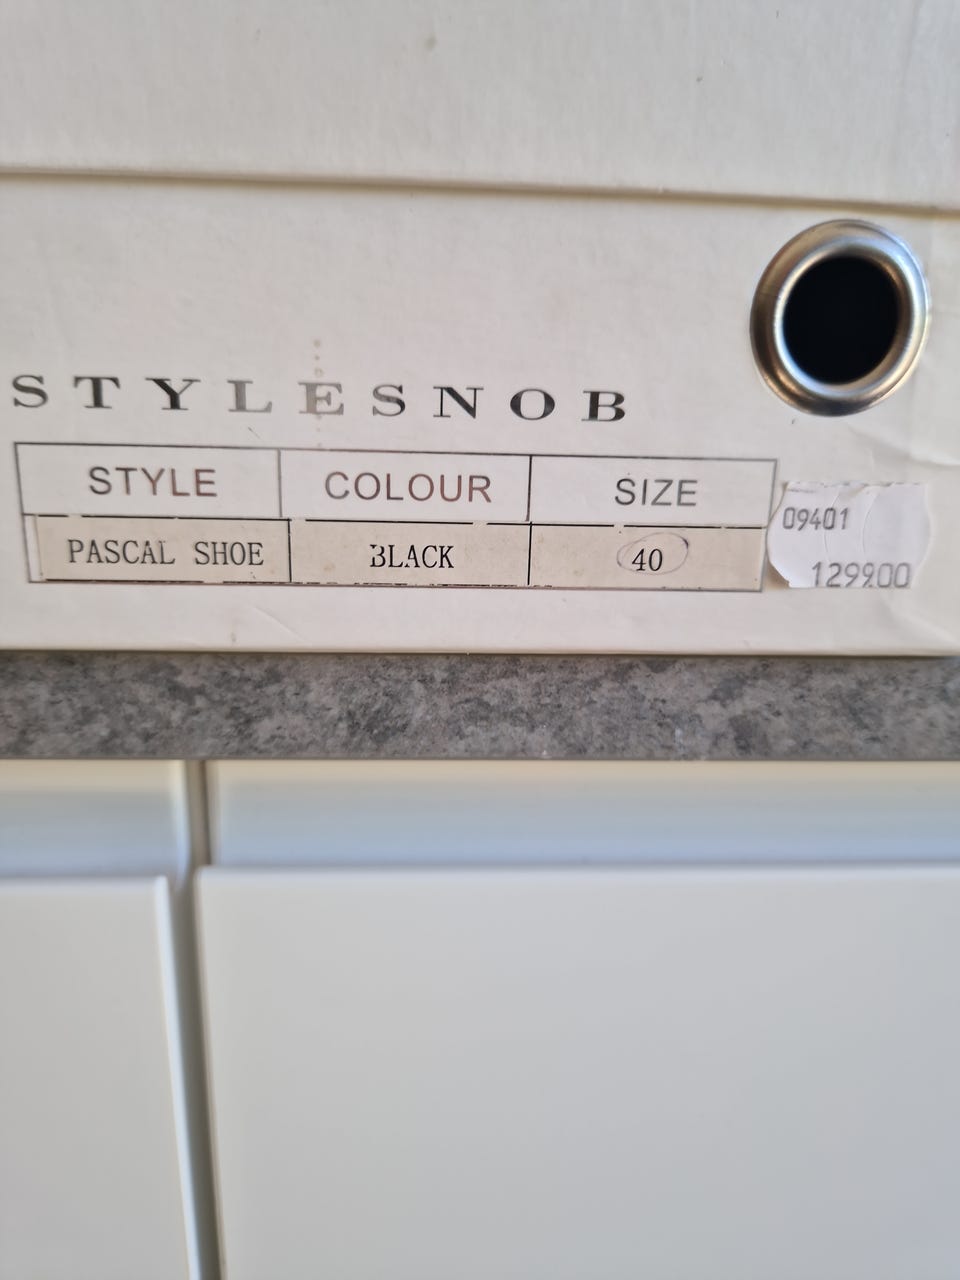 STYLESNOB
STYLE COLOUR SIZE
PASCAL SHOE BLACK 40
09401
129900